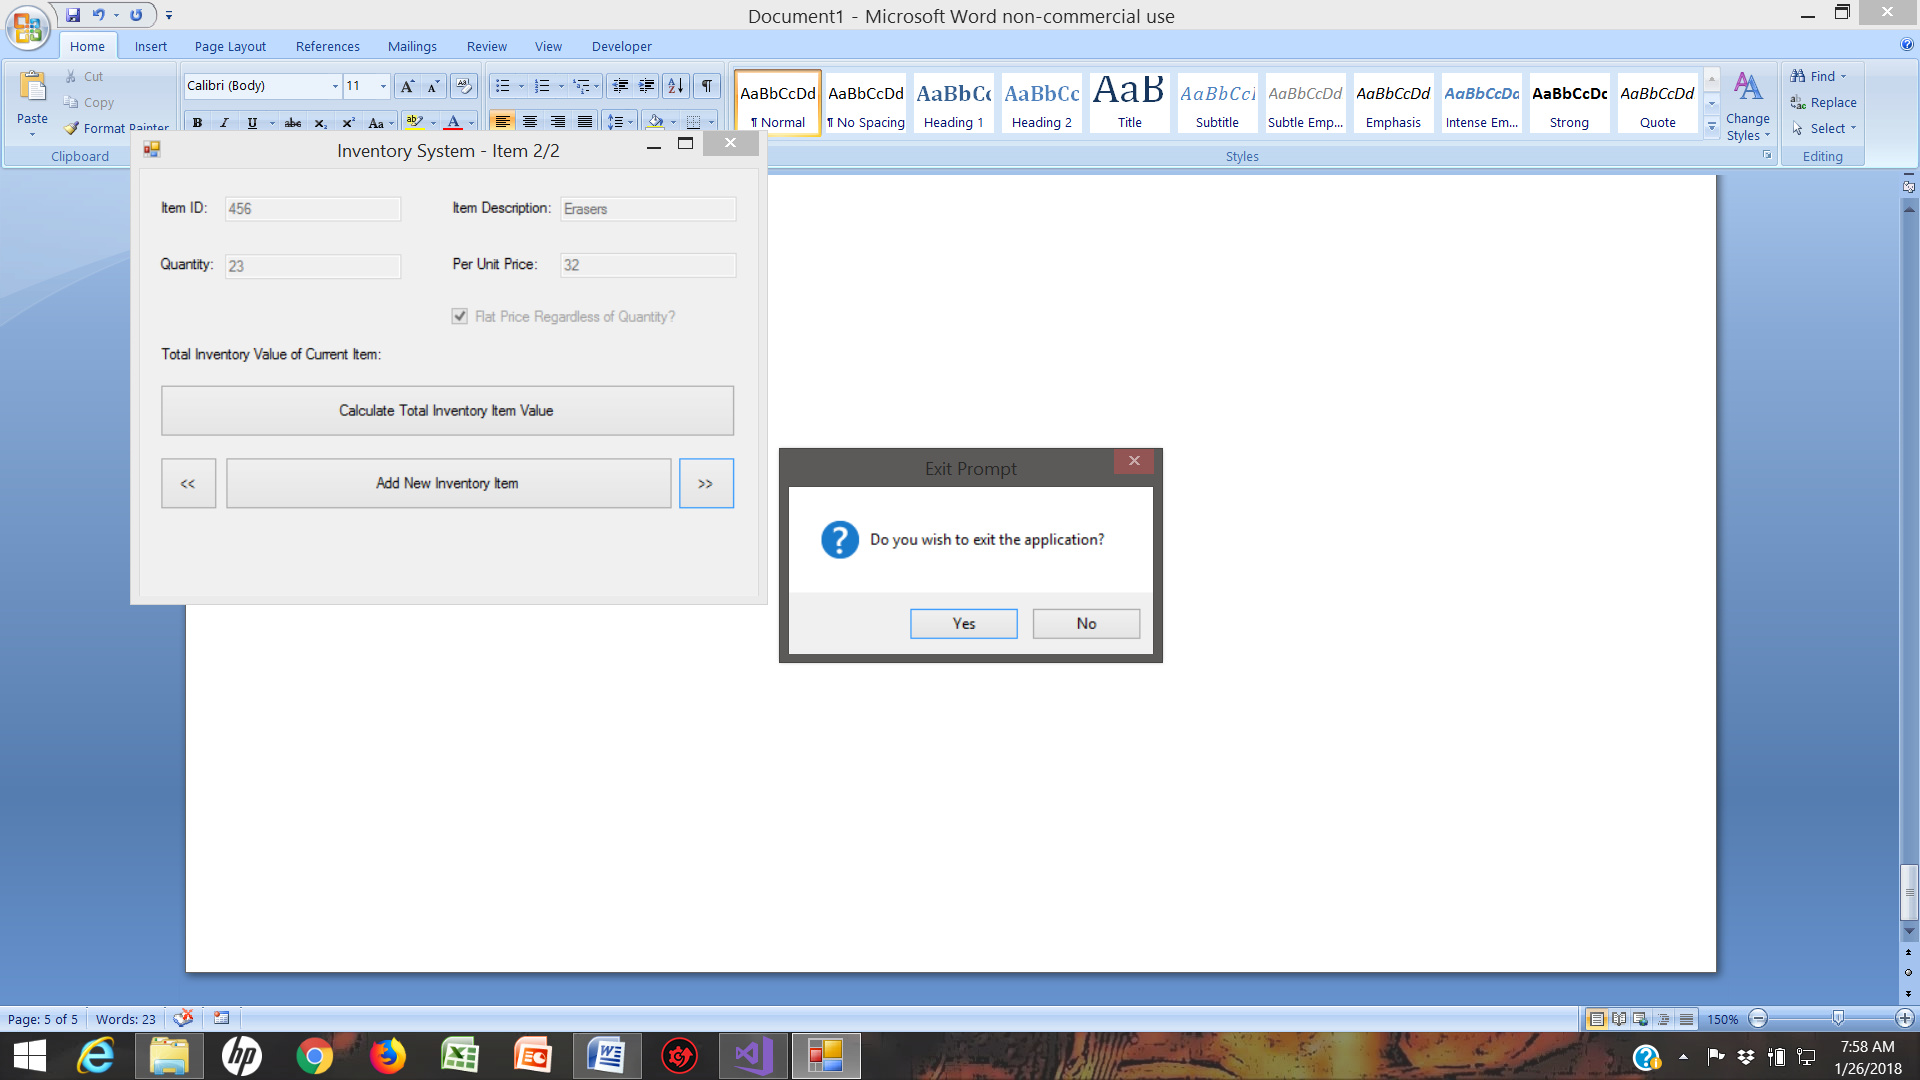 Document1 - Microsoft Word non-commercial use
Home Insert Page Layout References Mailings Review View Developer
Paste
Cut
Copy
Format Painter
Clipboard
Calibri (Body) 11
B I U abc x₂ x² Aa
AaBbCcDd AaBbCcDd AaBbCc AaBbCc AaB AaBbCcI AaBbCcDd AaBbCcDd AaBbCcDd AaBbCcDc AaBbCcDd
¶ Normal ¶ No Spacing Heading 1 Heading 2 Title Subtitle Subtle Emp... Emphasis Intense Em... Strong Quote
Change
Styles
Styles
Find
Replace
Select
Editing
Inventory System - Item 2/2
Item ID: 456 Item Description: Erasers
Quantity: 23 Per Unit Price: 32
Flat Price Regardless of Quantity?
Total Inventory Value of Current Item:
Calculate Total Inventory Item Value
<< Add New Inventory Item >>
Exit Prompt
Do you wish to exit the application?
Yes No
Page: 5 of 5 Words: 23 150%
7:58 AM
1/26/2018